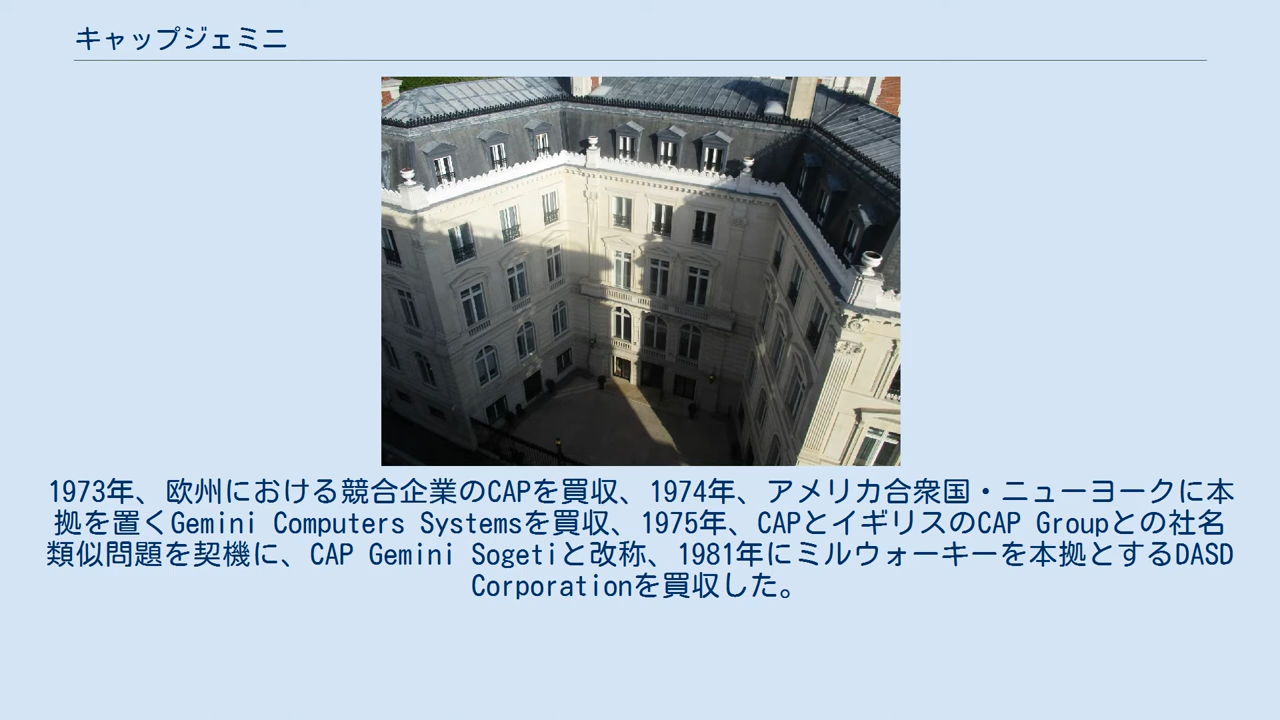 キャップジェミニ
1973年、欧州における競合企業のCAPを買収、1974年、アメリカ合衆国・ニューヨークに本
拠を置くGemini Computers Systemsを買収、1975年、CAPとイギリスのCAP Groupとの社名
類似問題を契機に、CAP Gemini Sogetiと改称、1981年にミルウォーキーを本拠とするDASD
Corporationを買収した。